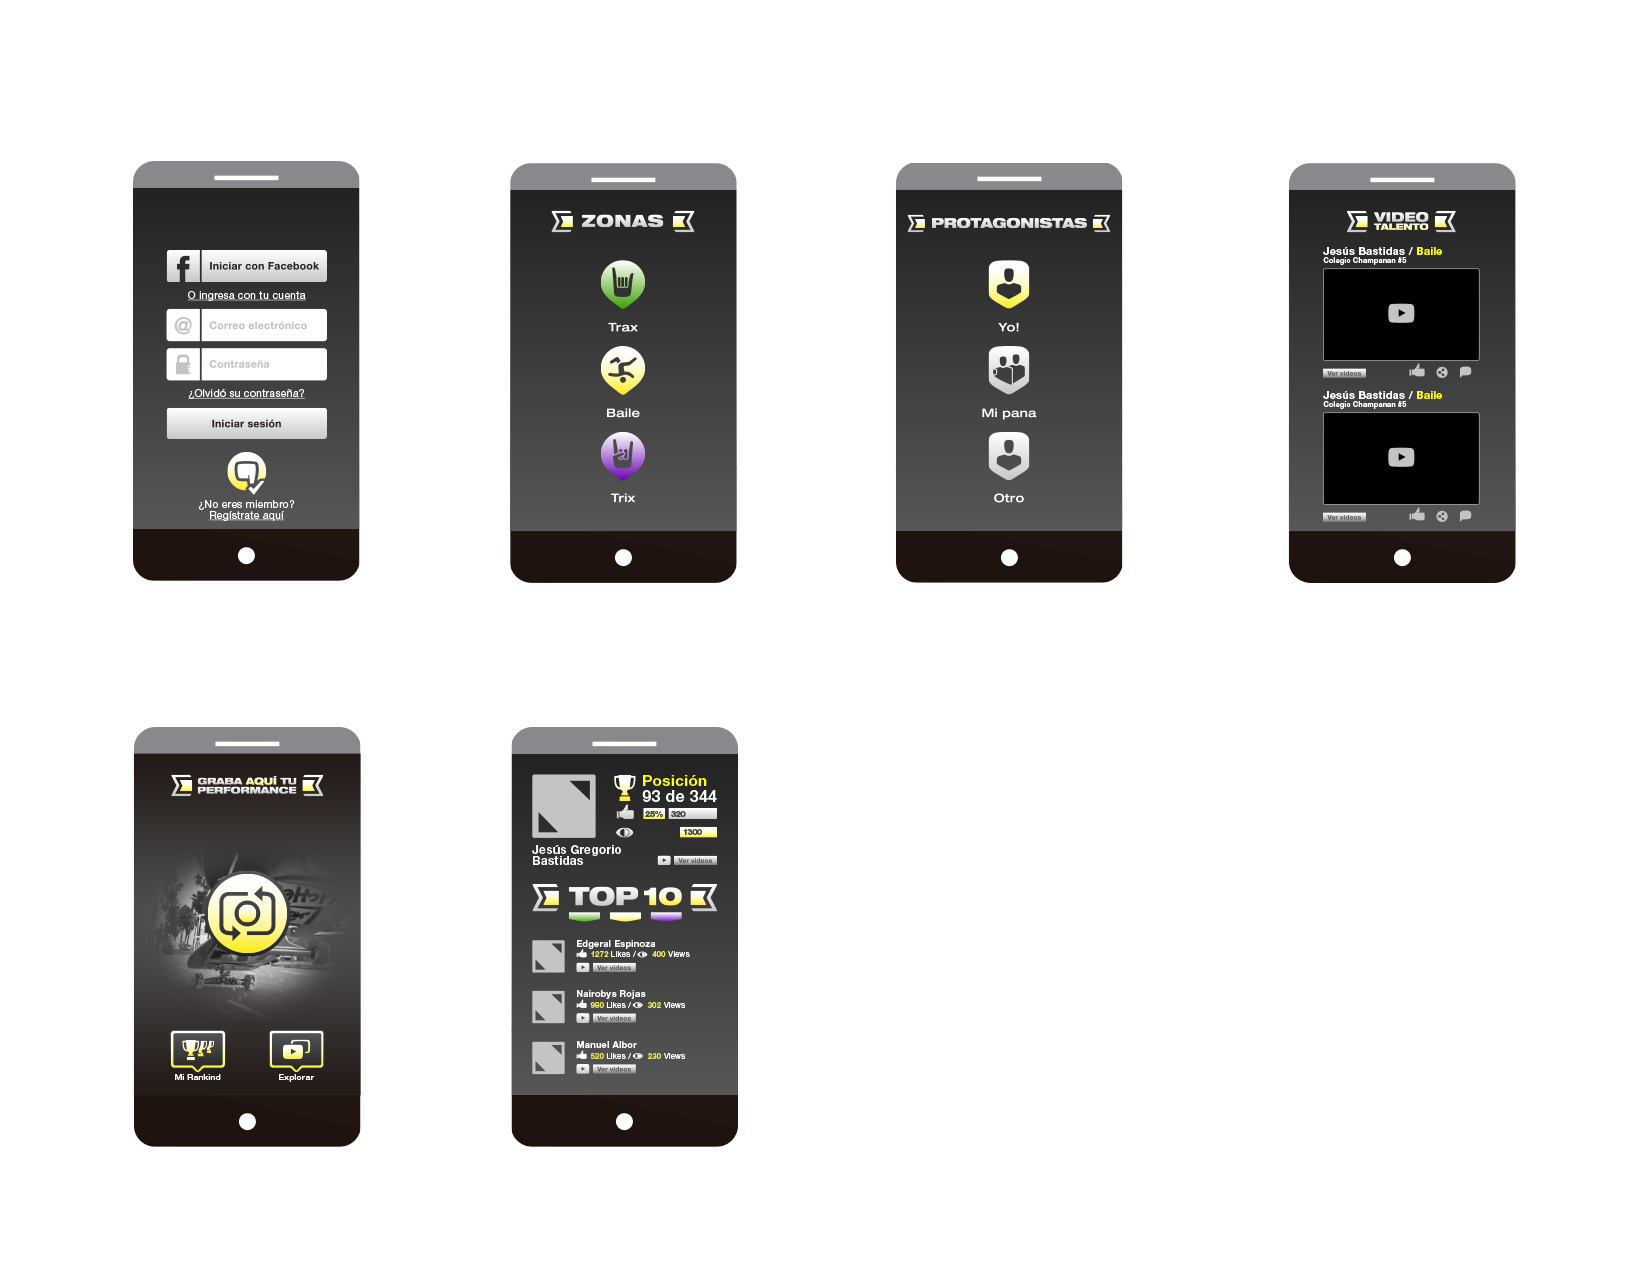 Iniciar con Facebook
O ingresa con tu cuenta
@ Correo electrónico
Contraseña
¿Olvidó su contraseña?
Iniciar sesión
¿No eres miembro?
Regístrate aquí
ZONAS
Trax
Baile
Trix
PROTAGONISTAS
Yo!
Mi pana
Otro
VIDEO
TALENTO
Jesús Bastidas / Baile
Colegio Champanan #5
Ver videos
Jesús Bastidas / Baile
Colegio Champanan #5
Ver videos
GRABA AQUÍ TU
PERFORMANCE
Mi Rankind
Explorar
Posición
93 de 344
25% 320
1300
Jesús Gregorio
Bastidas
Ver videos
TOP 10
Edgeral Espinoza
1272 Likes / 400 Views
Ver videos
Nairobys Rojas
980 Likes / 302 Views
Ver videos
Manuel Albor
520 Likes / 230 Views
Ver videos